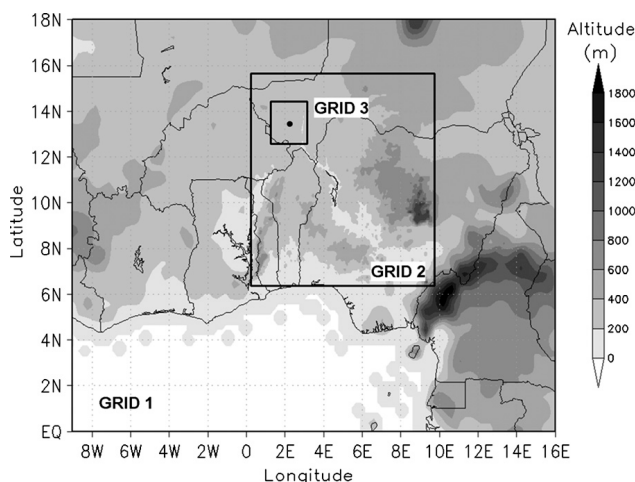 18N
16N
14N
12N
10N
8N
6N
4N
2N
EQ
Latitude
GRID 3
GRID 2
GRID 1
8W 6W 4W 2W 0 2E 4E 6E 8E 10E 12E 14E 16E
Longitude
Altitude
(m)
1800
1600
1400
1200
1000
800
600
400
200
0